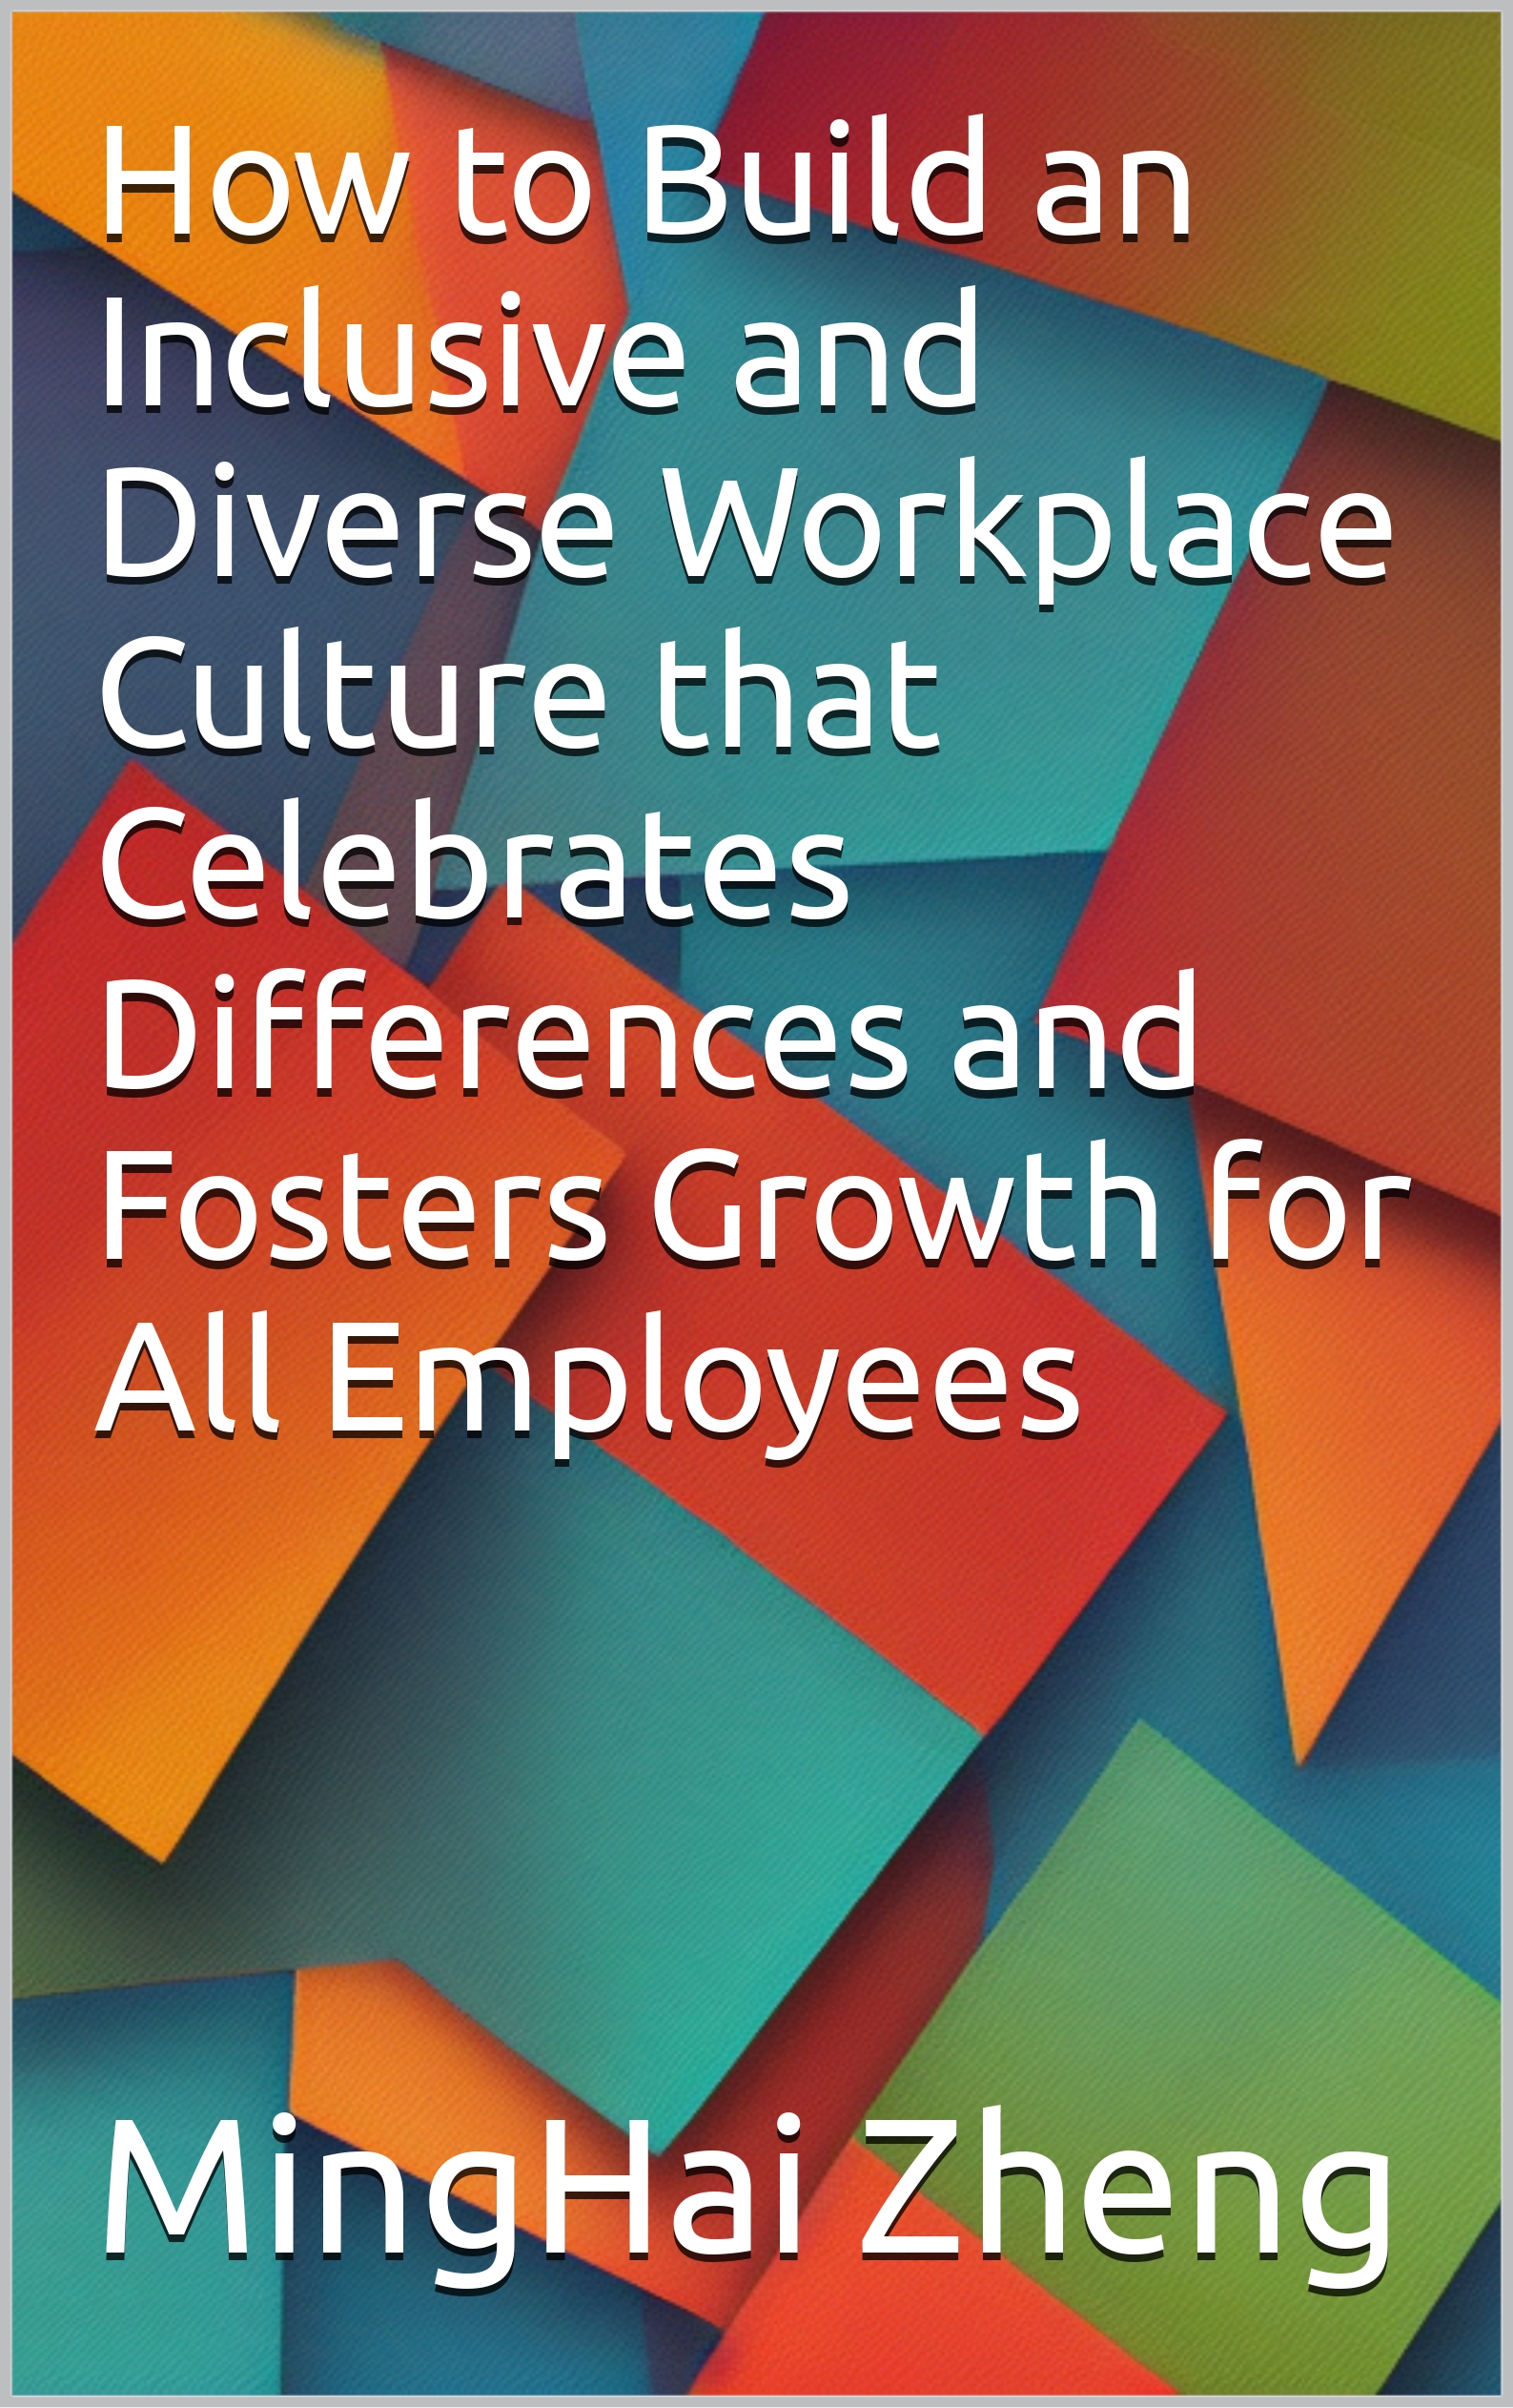 How to Build an
Inclusive and
Diverse Workplace
Culture that
Celebrates
Differences and
Fosters Growth for
All Employees
MingHai Zheng